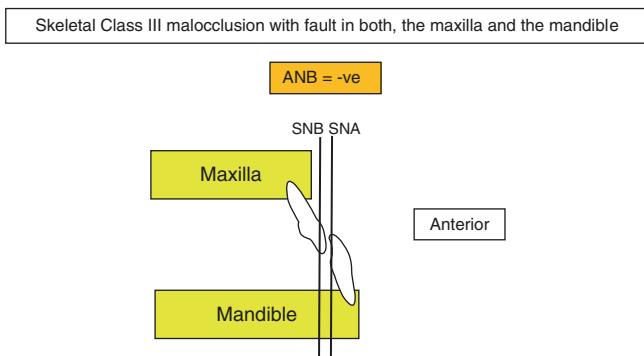 Skeletal Class III malocclusion with fault in both, the maxilla and the mandible
ANB = -ve
SNB SNA
Maxilla
Anterior
Mandible